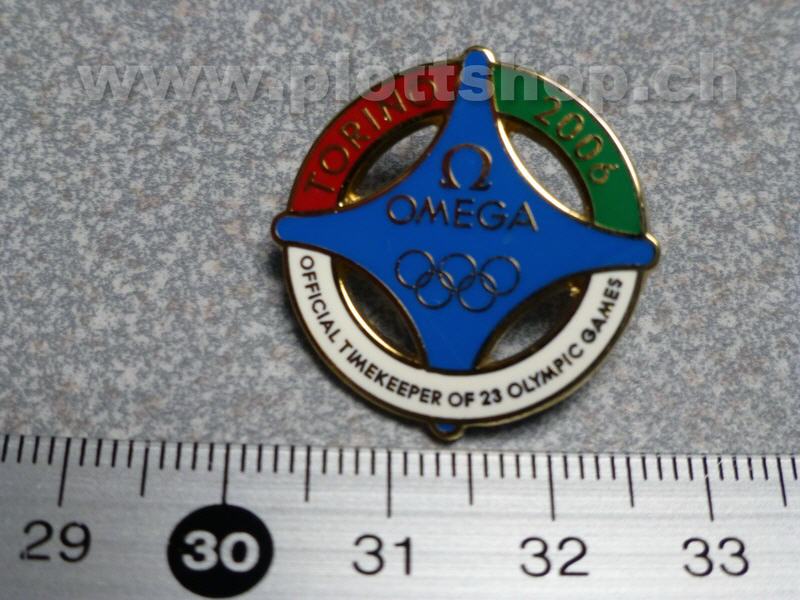 www.plottshop.ch
TORINO 2006
Ω
OMEGA
OFFICIAL TIMEKEEPER OF 23 OLYMPIC GAMES
29 30 31 32 33